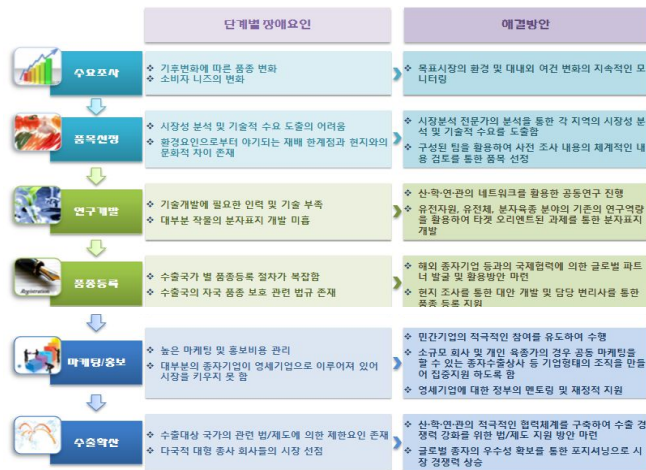 단계별 장애요인
애결방안
수요조사
❖ 기후변화에 따른 품종 변화
❖ 소비자 니즈의 변화
❖ 목표시장의 환경 및 대내외 여건 변화의 지속적인 모
니터링
품목선정
❖ 시장성 분석 및 기술적 수요 도출의 어려움
❖ 환경요인으로부터 야기되는 재배 한계점과 현지와의
문화적 차이 존재
❖ 시장분석 전문가의 분석을 통한 각 지역의 시장성 분
석 및 기술적 수요를 도출함
❖ 구성된 팀을 활용하여 사전 조사 내용의 체계적인 내
용 검토를 통한 품목 선정
연구개발
❖ 기술개발에 필요한 인력 및 기술 부족
❖ 대부분 작물의 분자표지 개발 미흡
❖ 산·학·연·관의 네트워크를 활용한 공동연구 진행
❖ 유전자원, 유전체, 분자육종 분야의 기존의 연구역량
을 활용하여 타겟 오리엔트된 과제를 통한 분자표지
개발
품종등록
❖ 수출국가 별 품종등록 절차가 복잡함
❖ 수출국의 자국 품종 보호 관련 법규 존재
❖ 해외 종자기업 등과의 국제협력에 의한 글로벌 파트
너 발굴 및 활용방안 마련
❖ 현지 조사를 통한 대안 개발 및 담당 변리사를 통한
품종 등록 지원
마케팅/홍보
❖ 높은 마케팅 및 홍보비용 관리
❖ 대부분의 종자기업이 영세기업으로 이루어져 있어
시장을 키우지 못 함
❖ 민간기업의 적극적인 참여를 유도하여 수행
❖ 소규모 회사 및 개인 육종가의 경우 공동 마케팅을
할 수 있는 종자수출상사 등 기업형태의 조직을 만들
어 집중지원 하도록 함
❖ 영세기업에 대한 정부의 멘토링 및 재정적 지원
수출확산
❖ 수출대상 국가의 관련 법/제도에 의한 제한요인 존재
❖ 다국적 대형 종사 회사들의 시장 선점
❖ 산·학·연·관의 적극적인 협력체계를 구축하여 수출 경
쟁력 강화를 위한 법/제도 지원 방안 마련
❖ 글로벌 종자의 우수성 확보를 통한 포지셔닝으로 시
장 경쟁력 상승